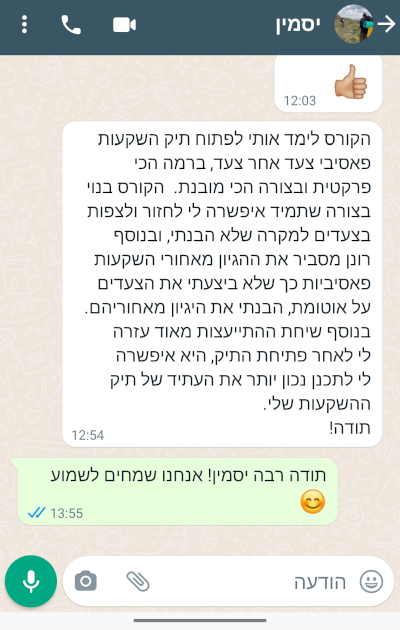 יסמין
12:03
הקורס לימד אותי לפתוח תיק השקעות
פאסיבי צעד אחר צעד, ברמה הכי
פרקטית ובצורה הכי מובנת.  הקורס בנוי
בצורה שתמיד איפשרה לי לחזור ולצפות
בצעדים למקרה שלא הבנתי, ובנוסף
רונן מסביר את ההגיון מאחורי השקעות
פאסיביות כך שלא ביצעתי את הצעדים
על אוטומט, הבנתי את היגיון מאחוריהם.
בנוסף שיחת ההתייעצות מאוד עזרה
לי לאחר פתיחת התיק, היא איפשרה
לי לתכנן נכון יותר את העתיד של תיק
ההשקעות שלי.
תודה!
12:54
תודה רבה יסמין! אנחנו שמחים לשמוע
😊
13:55
הודעה